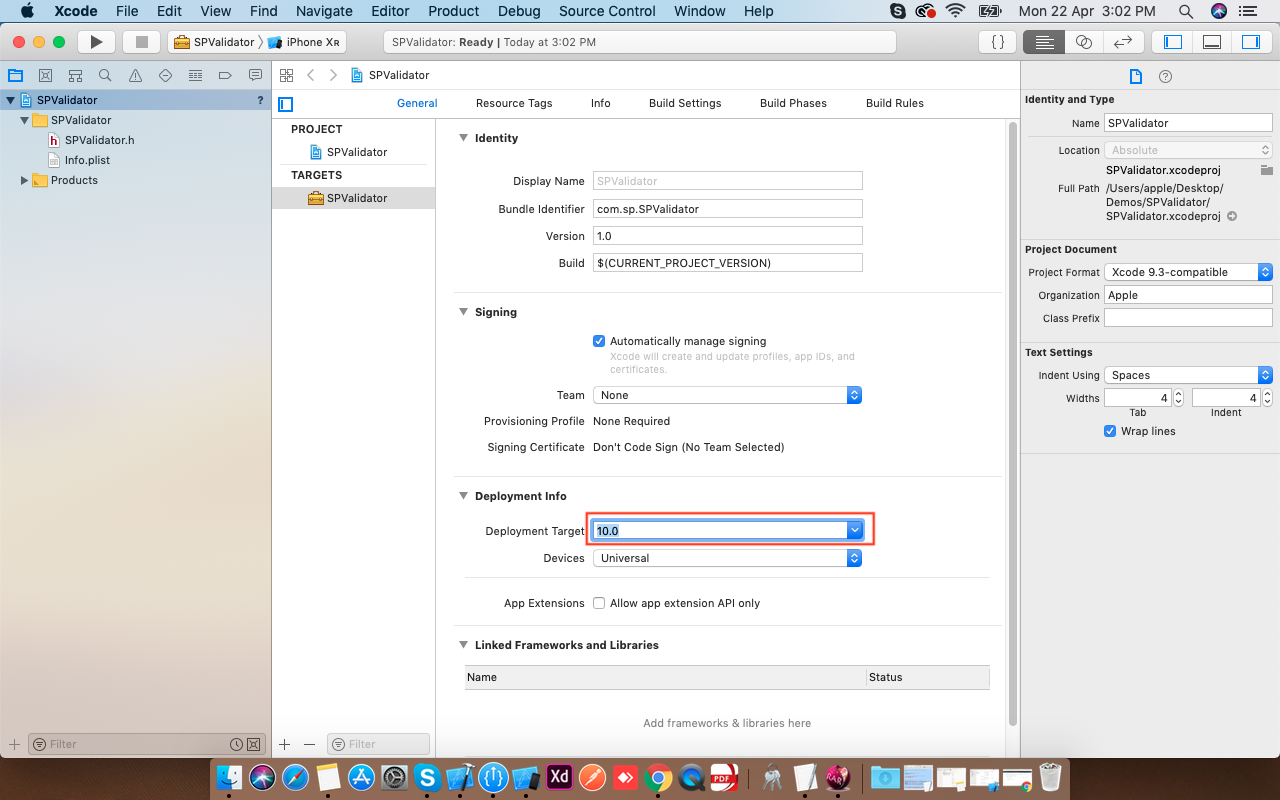 Xcode File Edit View Find Navigate Editor Product Debug Source Control Window Help Mon 22 Apr 3:02 PM
SPValidator iPhone XR SPValidator: Ready | Today at 3:02 PM { }
SPValidator
SPValidator ?
SPValidator
h SPValidator.h
Info.plist
Products
Filter
General Resource Tags Info Build Settings Build Phases Build Rules
PROJECT
SPValidator
TARGETS
SPValidator
Filter
Identity
Display Name SPValidator
Bundle Identifier com.sp.SPValidator
Version 1.0
Build $(CURRENT_PROJECT_VERSION)
Signing
Automatically manage signing
Xcode will create and update profiles, app IDs, and
certificates.
Team None
Provisioning Profile None Required
Signing Certificate Don't Code Sign (No Team Selected)
Deployment Info
Deployment Target 10.0
Devices Universal
App Extensions Allow app extension API only
Linked Frameworks and Libraries
Name Status
Add frameworks & libraries here
Identity and Type
Name SPValidator
Location Absolute
SPValidator.xcodeproj
Full Path /Users/apple/Desktop/
Demos/SPValidator/
SPValidator.xcodeproj
Project Document
Project Format Xcode 9.3-compatible
Organization Apple
Class Prefix
Text Settings
Indent Using Spaces
Widths 4 4
Tab Indent
Wrap lines
Xd PDF